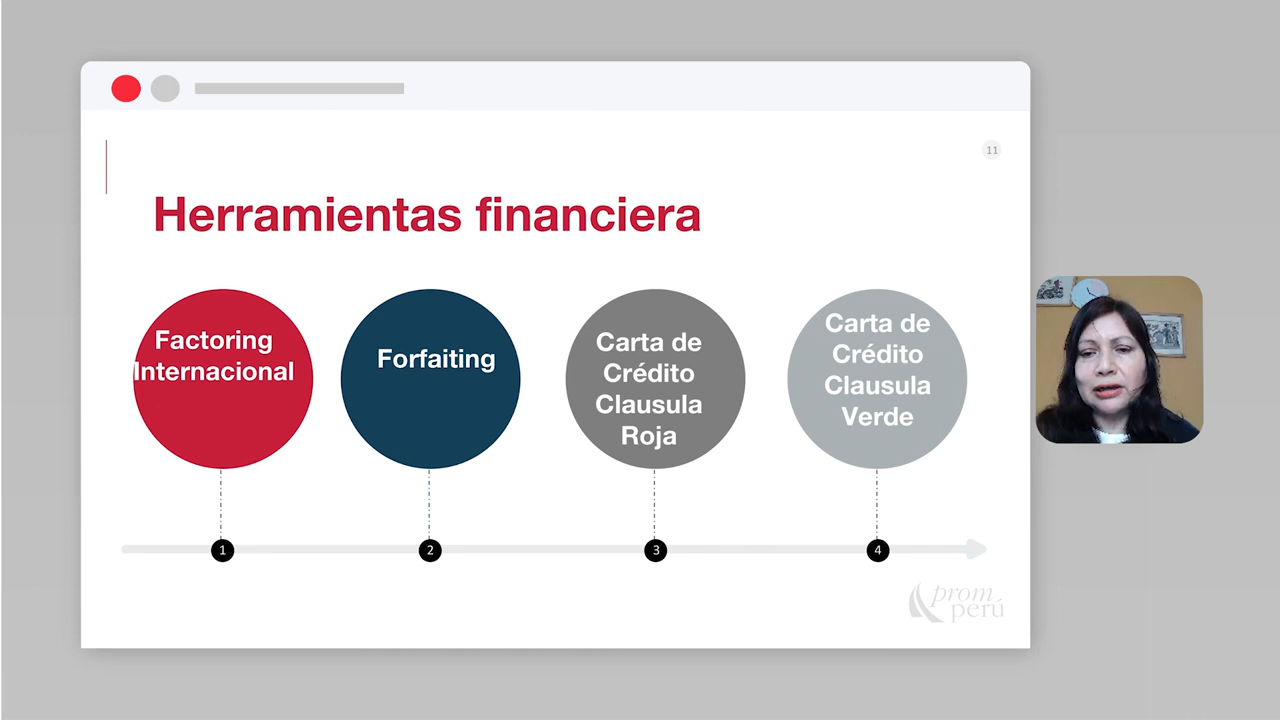 11
Herramientas financiera
Factoring
Internacional
Forfaiting
Carta de
Crédito
Clausula
Roja
Carta de
Crédito
Clausula
Verde
1
2
3
4
prom
perú